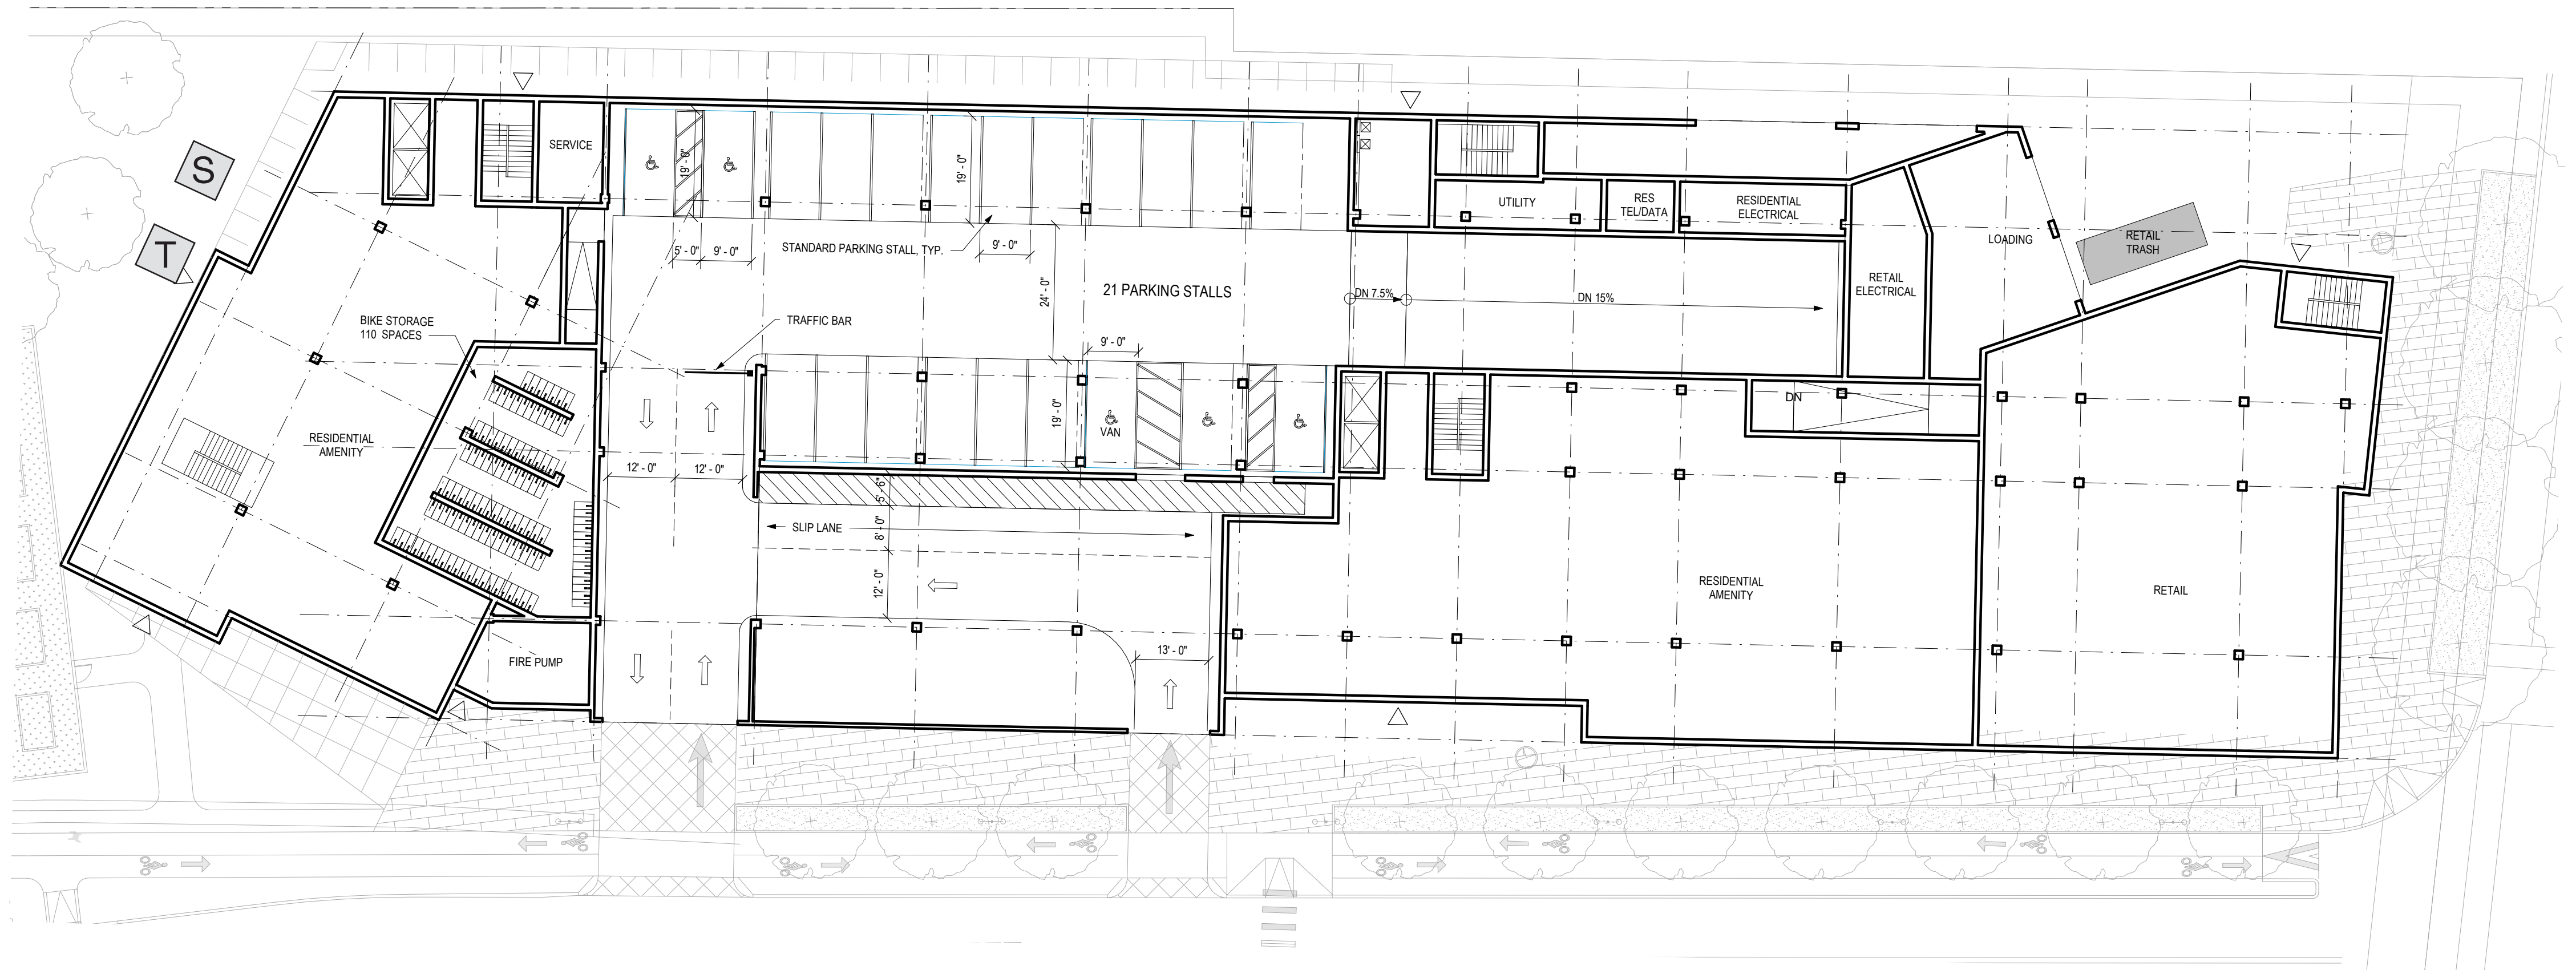 S
T
SERVICE
19' - 0"
19' - 0"
UTILITY
RES
TEL/DATA
RESIDENTIAL
ELECTRICAL
LOADING
RETAIL
TRASH
5' - 0"
9' - 0"
STANDARD PARKING STALL, TYP.
9' - 0"
24' - 0"
21 PARKING STALLS
DN 7.5%
DN 15%
RETAIL
ELECTRICAL
BIKE STORAGE
110 SPACES
TRAFFIC BAR
9' - 0"
19' - 0"
VAN
DN
RESIDENTIAL
AMENITY
12' - 0"
12' - 0"
5' - 6"
SLIP LANE
8' - 0"
12' - 0"
RESIDENTIAL
AMENITY
RETAIL
FIRE PUMP
13' - 0"